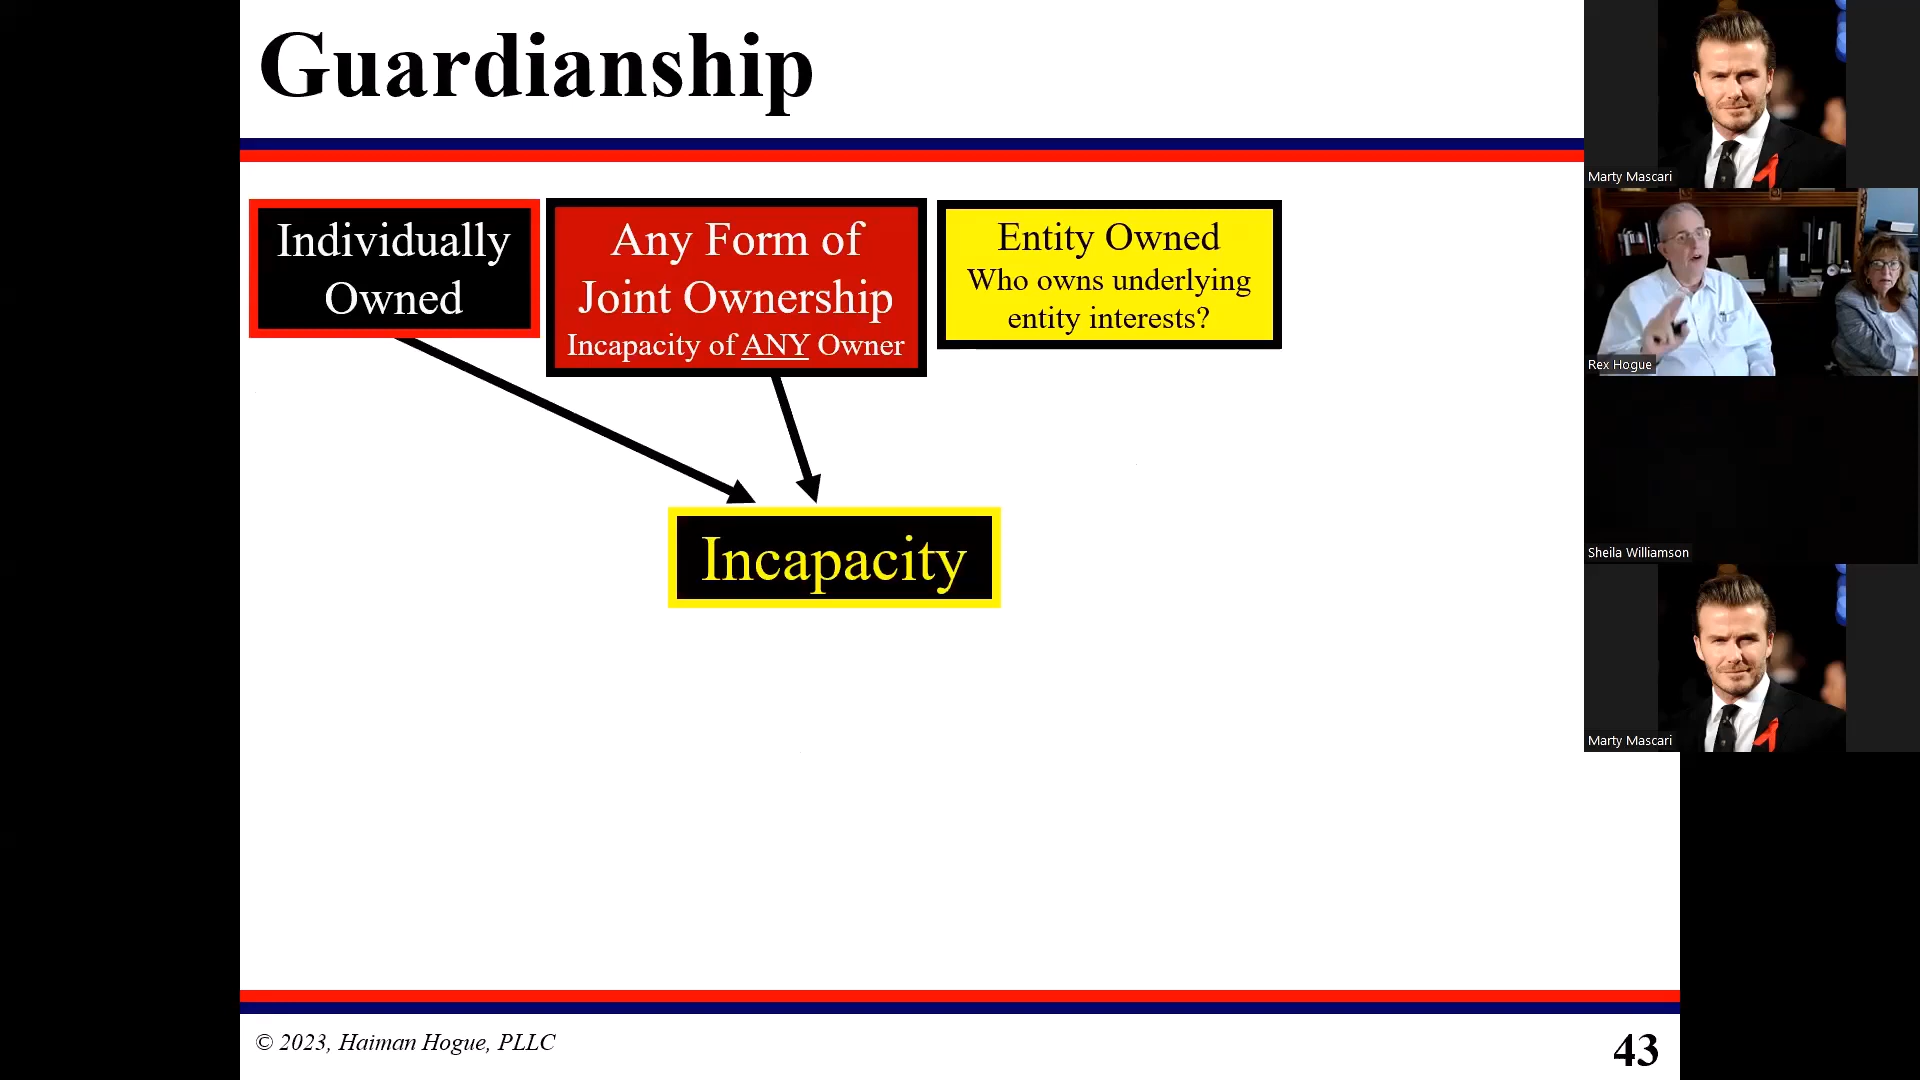 Guardianship
Individually
Owned
Any Form of
Joint Ownership
Incapacity of ANY Owner
Entity Owned
Who owns underlying
entity interests?
Incapacity
© 2023, Haiman Hogue, PLLC
43
Marty Mascari
Rex Hogue
Sheila Williamson
Marty Mascari